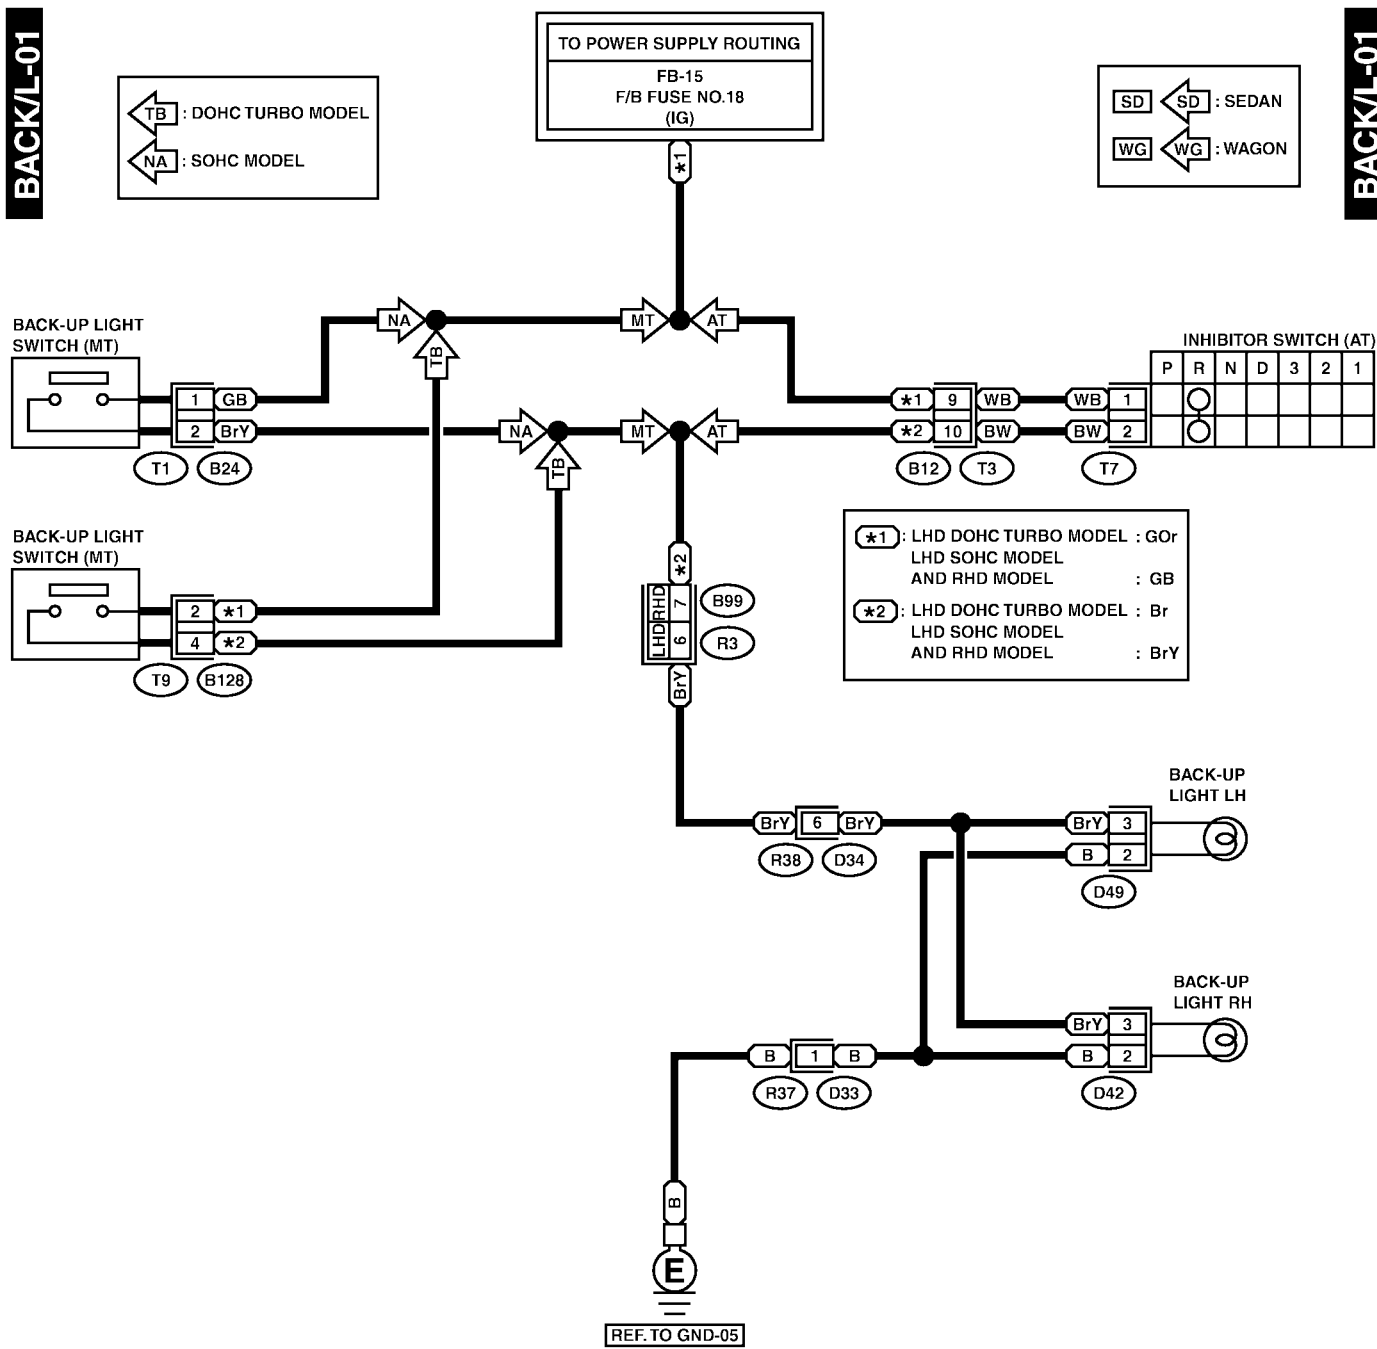 BACK/L-01
BACK/L-01
TB : DOHC TURBO MODEL
NA : SOHC MODEL
TO POWER SUPPLY ROUTING
FB-15
F/B FUSE NO.18
(IG)
SD SD : SEDAN
WG WG : WAGON
*1
NA
MT
AT
TB
BACK-UP LIGHT
SWITCH (MT)
1 GB
2 BrY
T1 B24
NA
MT
AT
TB
INHIBITOR SWITCH (AT)
P R N D 3 2 1
*1 9 WB WB 1
*2 10 BW BW 2
B12 T3 T7
BACK-UP LIGHT
SWITCH (MT)
2 *1
4 *2
T9 B128
*2
RHD 7 B99
LHD 6 R3
BrY
*1 : LHD DOHC TURBO MODEL : GOr
LHD SOHC MODEL
AND RHD MODEL : GB
*2 : LHD DOHC TURBO MODEL : Br
LHD SOHC MODEL
AND RHD MODEL : BrY
BACK-UP
LIGHT LH
BrY 6 BrY BrY 3
B 2
R38 D34
D49
BACK-UP
LIGHT RH
BrY 3
B 1 B B 2
R37 D33 D42
B
E
REF. TO GND-05